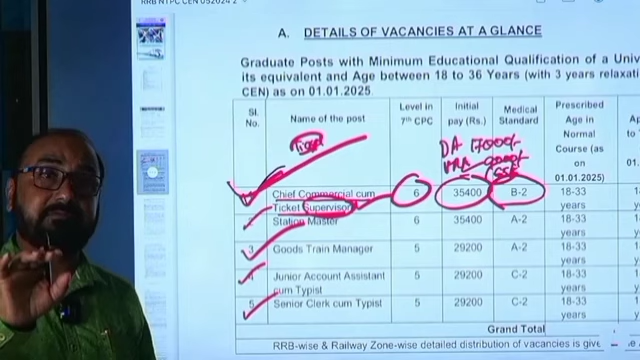 RRB NTPC CEN 052024 2
A. DETAILS OF VACANCIES AT A GLANCE
Graduate Posts with Minimum Educational Qualification of a Univ
its equivalent and Age between 18 to 36 Years (with 3 years relaxati
CEN) as on 01.01.2025.
Sl. No. Name of the post Level in 7th CPC Initial pay (Rs.) Medical Standard Prescribed Age in Normal Course (as on 01.01.2025)
DA 17000/-
Chief Commercial cum Ticket Supervisor 6 35400 B-2 18-33 years
Station Master 6 35400 A-2 18-33 years
3 Goods Train Manager 5 29200 A-2 18-33 years
4 Junior Account Assistant cum Typist 5 29200 C-2 18-33 years
5 Senior Clerk cum Typist 5 29200 C-2 18-33 years
Grand Total
RRB-wise & Railway Zone-wise detailed distribution of vacancies is give